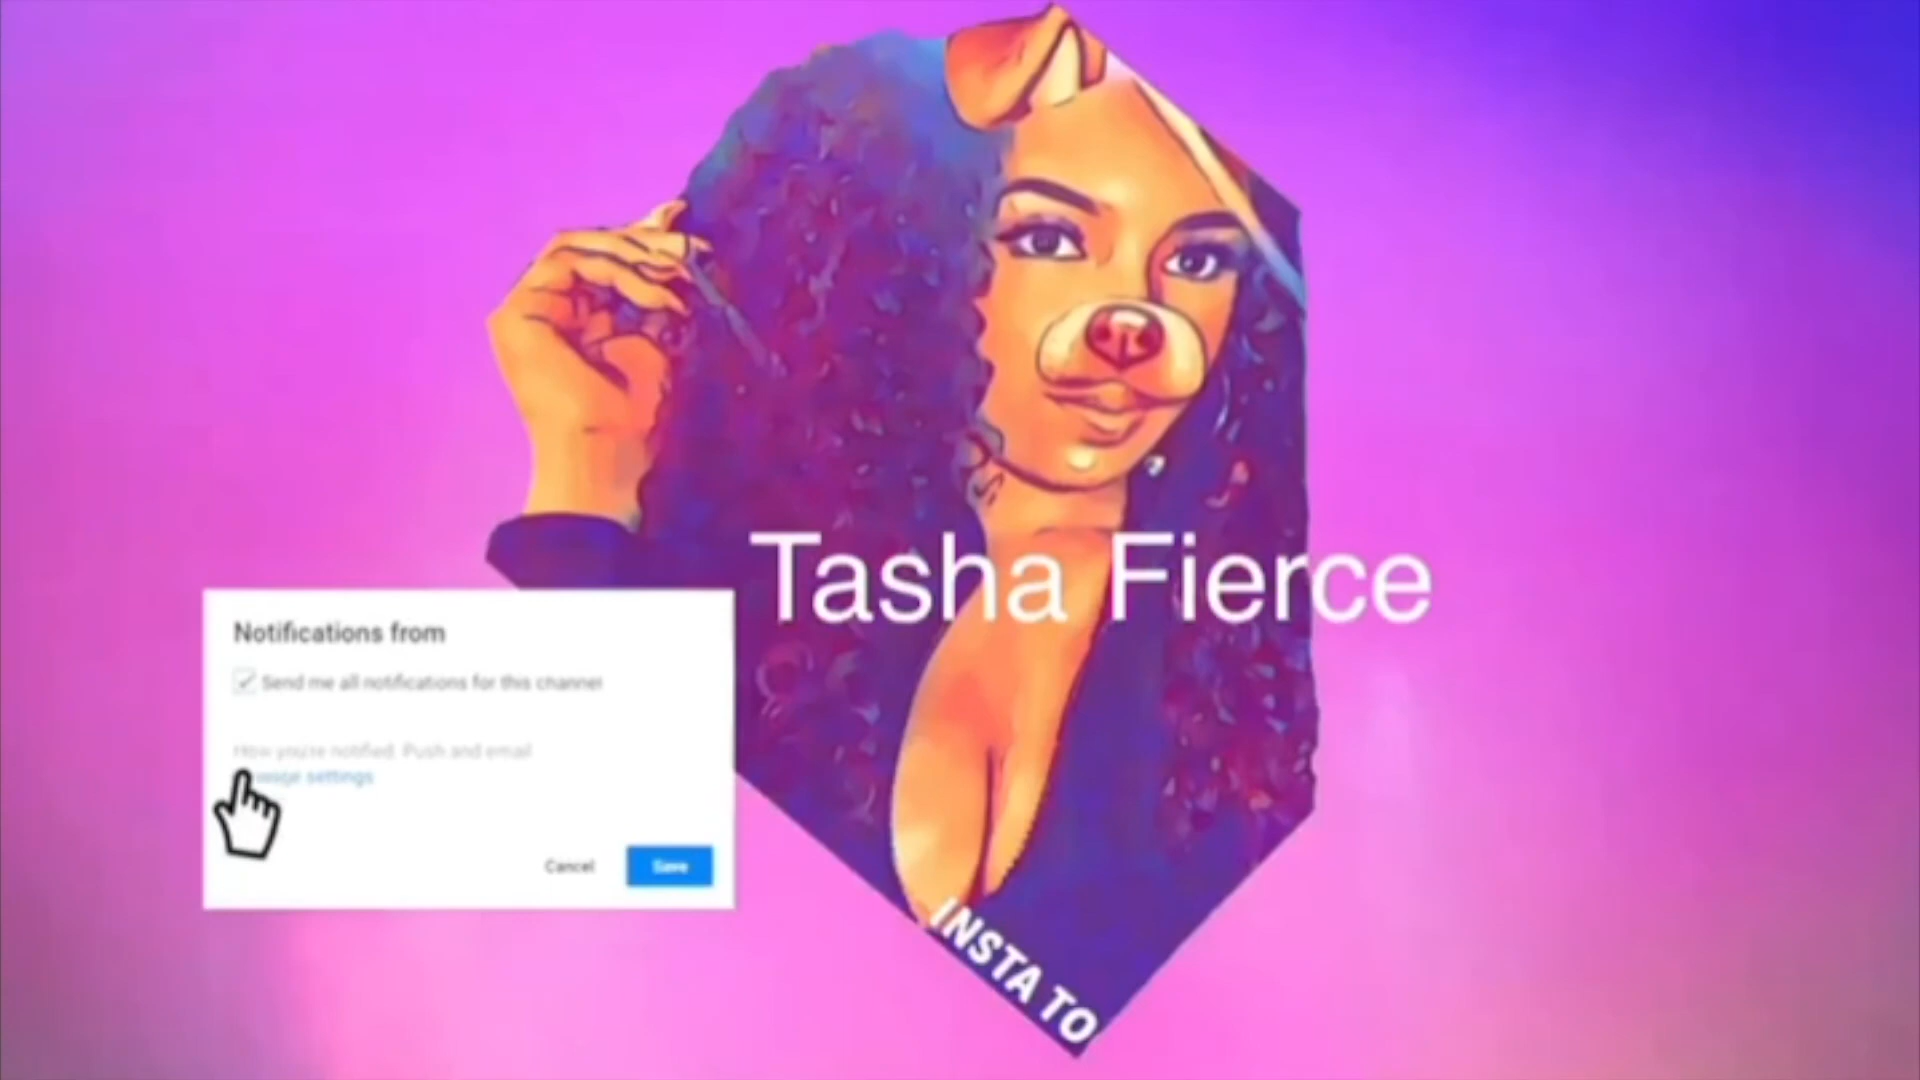 Tasha Fierce
Notifications from
Send me all notifications for this channel
How you're notified: Push and email
settings
Cancel
Save
INSTA TO